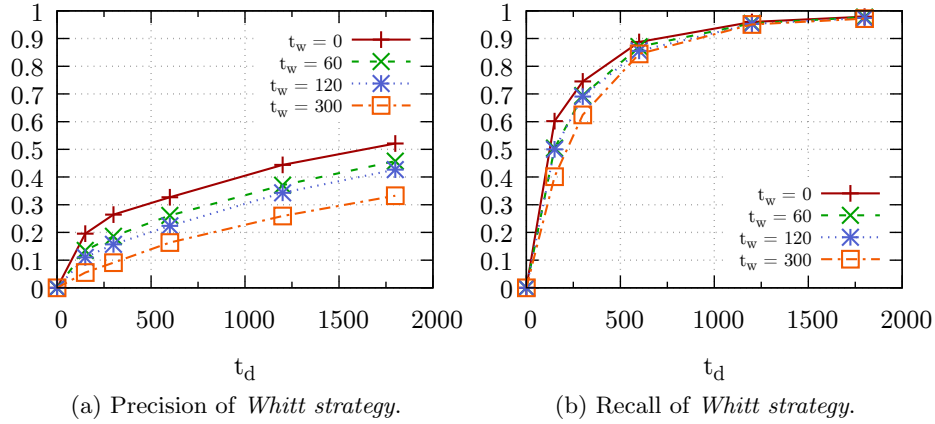 1
0.9
0.8
0.7
0.6
0.5
0.4
0.3
0.2
0.1
0
t_w = 0
t_w = 60
t_w = 120
t_w = 300
0 500 1000 1500 2000
t_d
(a) Precision of Whitt strategy.
1
0.9
0.8
0.7
0.6
0.5
0.4
0.3
0.2
0.1
0
t_w = 0
t_w = 60
t_w = 120
t_w = 300
0 500 1000 1500 2000
t_d
(b) Recall of Whitt strategy.